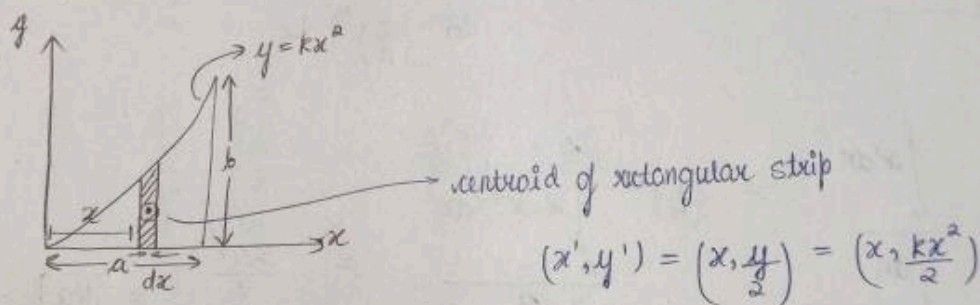 y
y = kx²
b
centroid of rectangular strip
x
x
a
dx
(x', y') = (x, y/2) = (x, kx²/2)